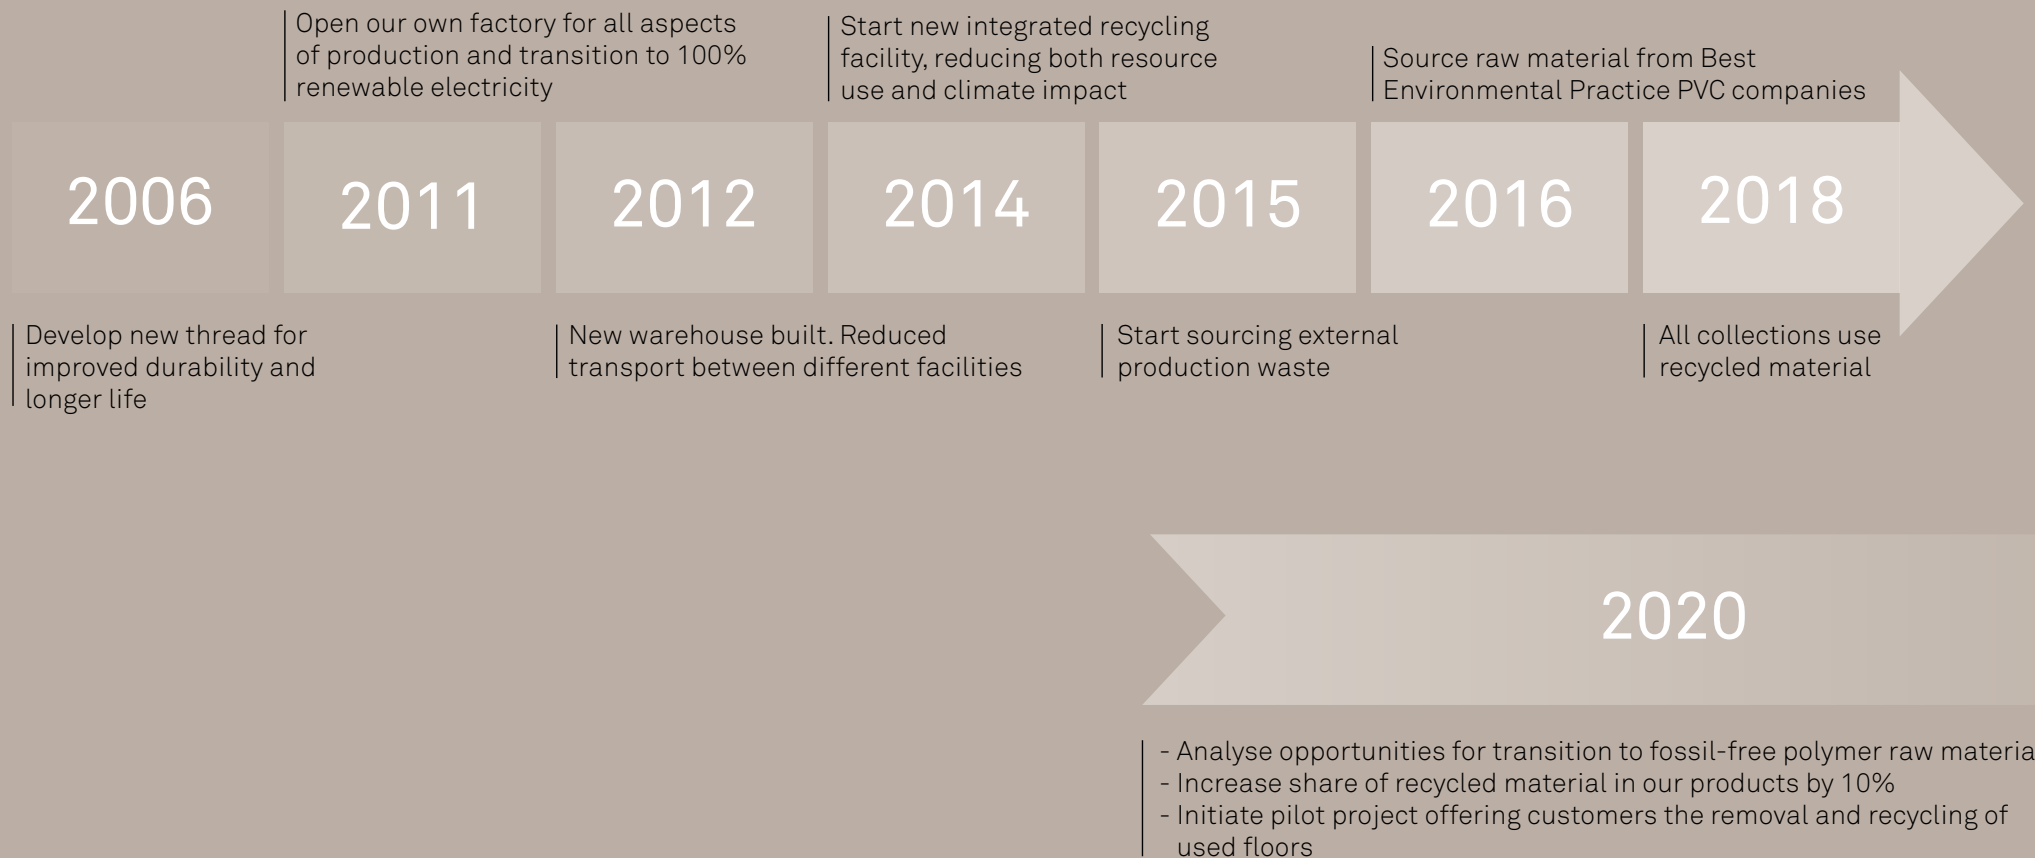 Open our own factory for all aspects
of production and transition to 100%
renewable electricity
Start new integrated recycling
facility, reducing both resource
use and climate impact
Source raw material from Best
Environmental Practice PVC companies
2006
2011
2012
2014
2015
2016
2018
Develop new thread for
improved durability and
longer life
New warehouse built. Reduced
transport between different facilities
Start sourcing external
production waste
All collections use
recycled material
2020
- Analyse opportunities for transition to fossil-free polymer raw materia
- Increase share of recycled material in our products by 10%
- Initiate pilot project offering customers the removal and recycling of
used floors